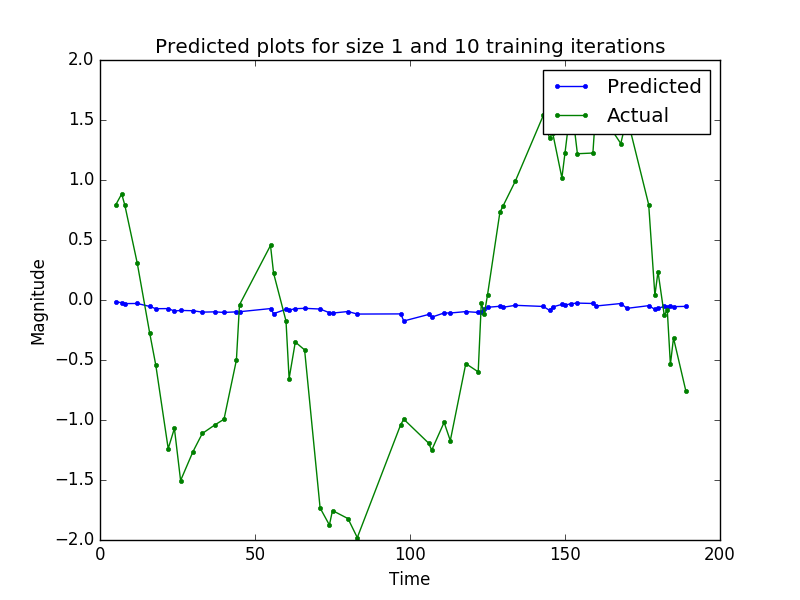 Predicted plots for size 1 and 10 training iterations
Predicted
Actual
2.0
1.5
1.0
0.5
0.0
−0.5
−1.0
−1.5
−2.0
Magnitude
0
50
100
150
200
Time